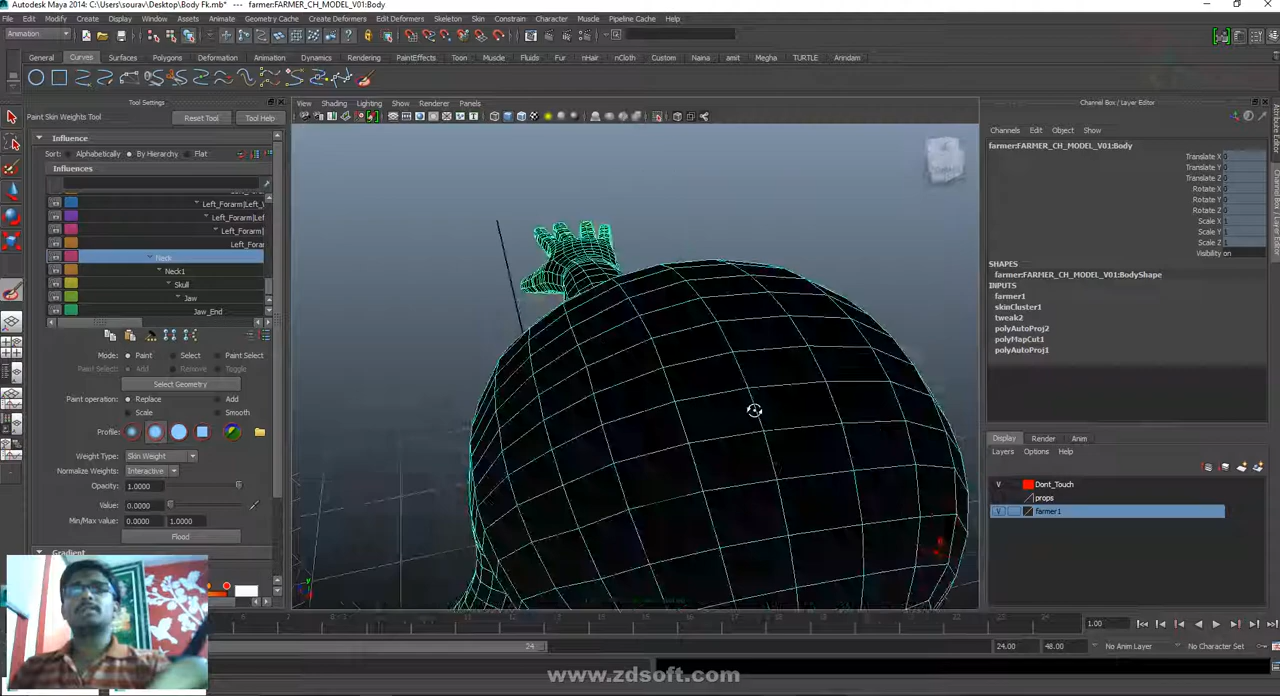 Autodesk Maya 2014: C:\Users\sourav\Desktop\Body Fk.mb* --- farmer:FARMER_CH_MODEL_V01:Body
File Edit Modify Create Display Window Assets Animate Geometry Cache Create Deformers Edit Deformers Skeleton Skin Constrain Character Muscle Pipeline Cache Help
Animation
General Curves Surfaces Polygons Deformation Animation Dynamics Rendering PaintEffects Toon Muscle Fluids Fur nHair nCloth Custom Naina amit Megha TURTLE Anndam
Tool Settings
Paint Skin Weights Tool Reset Tool Tool Help
Influence
Sort: Alphabetically By Hierarchy Flat
Influences
Left_Forarm|Left_
Left_Forarm|Lef
Left_Forarm|
Left_Forar
Neck
Neck1
Skull
Jaw
Jaw_End
Mode: Paint Select Paint Select
Paint Select: Add Remove Toggle
Select Geometry
Paint operation: Replace Add
Scale Smooth
Profile:
Weight Type: Skin Weight
Normalize Weights: Interactive
Opacity: 1.0000
Value: 0.0000
Min/Max value: 0.0000 1.0000
Flood
Gradient
View Shading Lighting Show Renderer Panels
Channel Box / Layer Editor
Channels Edit Object Show
farmer:FARMER_CH_MODEL_V01:Body
Translate X 0
Translate Y 0
Translate Z 0
Rotate X 0
Rotate Y 0
Rotate Z 0
Scale X 1
Scale Y 1
Scale Z 1
Visibility on
SHAPES
farmer:FARMER_CH_MODEL_V01:BodyShape
INPUTS
farmer1
skinCluster1
tweak2
polyAutoProj2
polyMapCut1
polyAutoProj1
Display Render Anim
Layers Options Help
V Dont_Touch
props
V farmer1
Attribute Editor
Channel Box / Layer Editor
1.00
24 24.00 48.00 No Anim Layer No Character Set
www.zdsoft.com